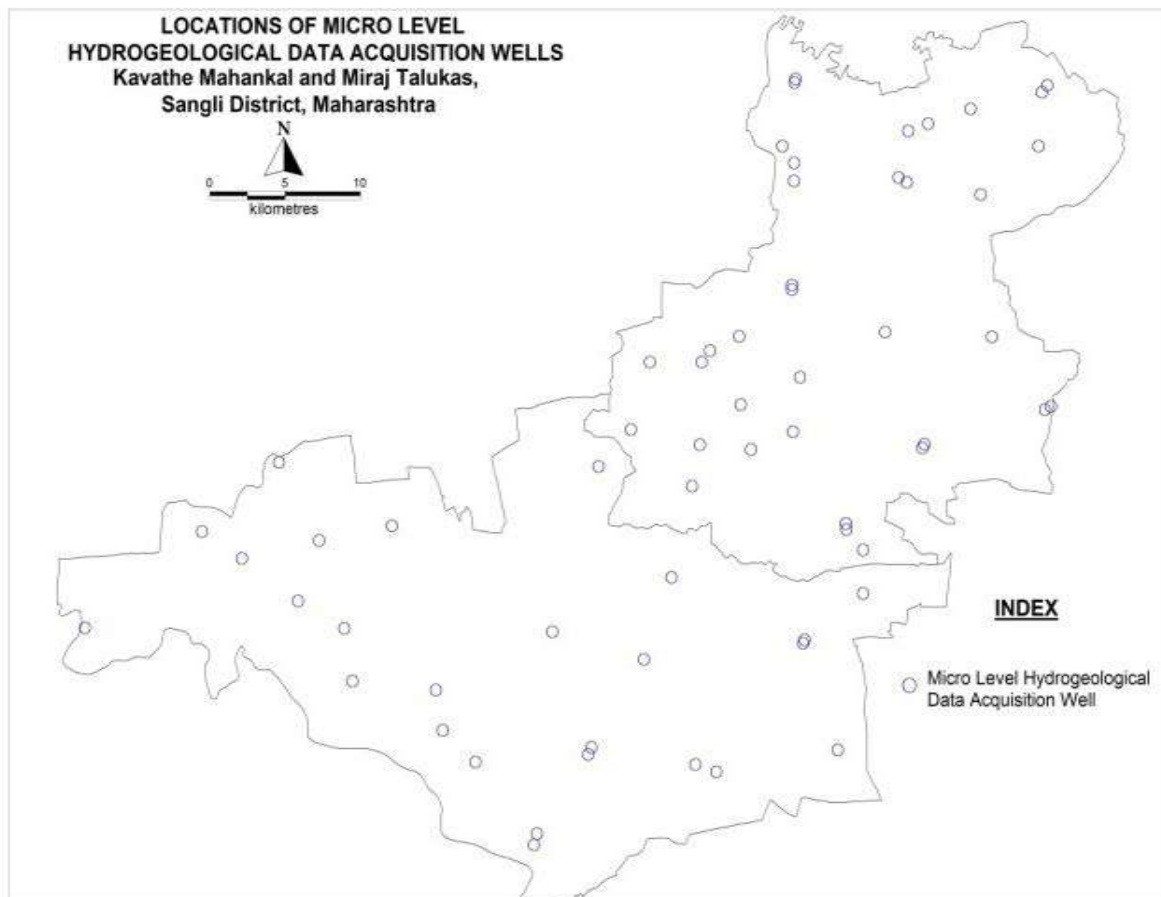 LOCATIONS OF MICRO LEVEL
HYDROGEOLOGICAL DATA ACQUISITION WELLS
Kavathe Mahankal and Miraj Talukas,
Sangli District, Maharashtra
N
0 5 10
kilometres
INDEX
Micro Level Hydrogeological
Data Acquisition Well